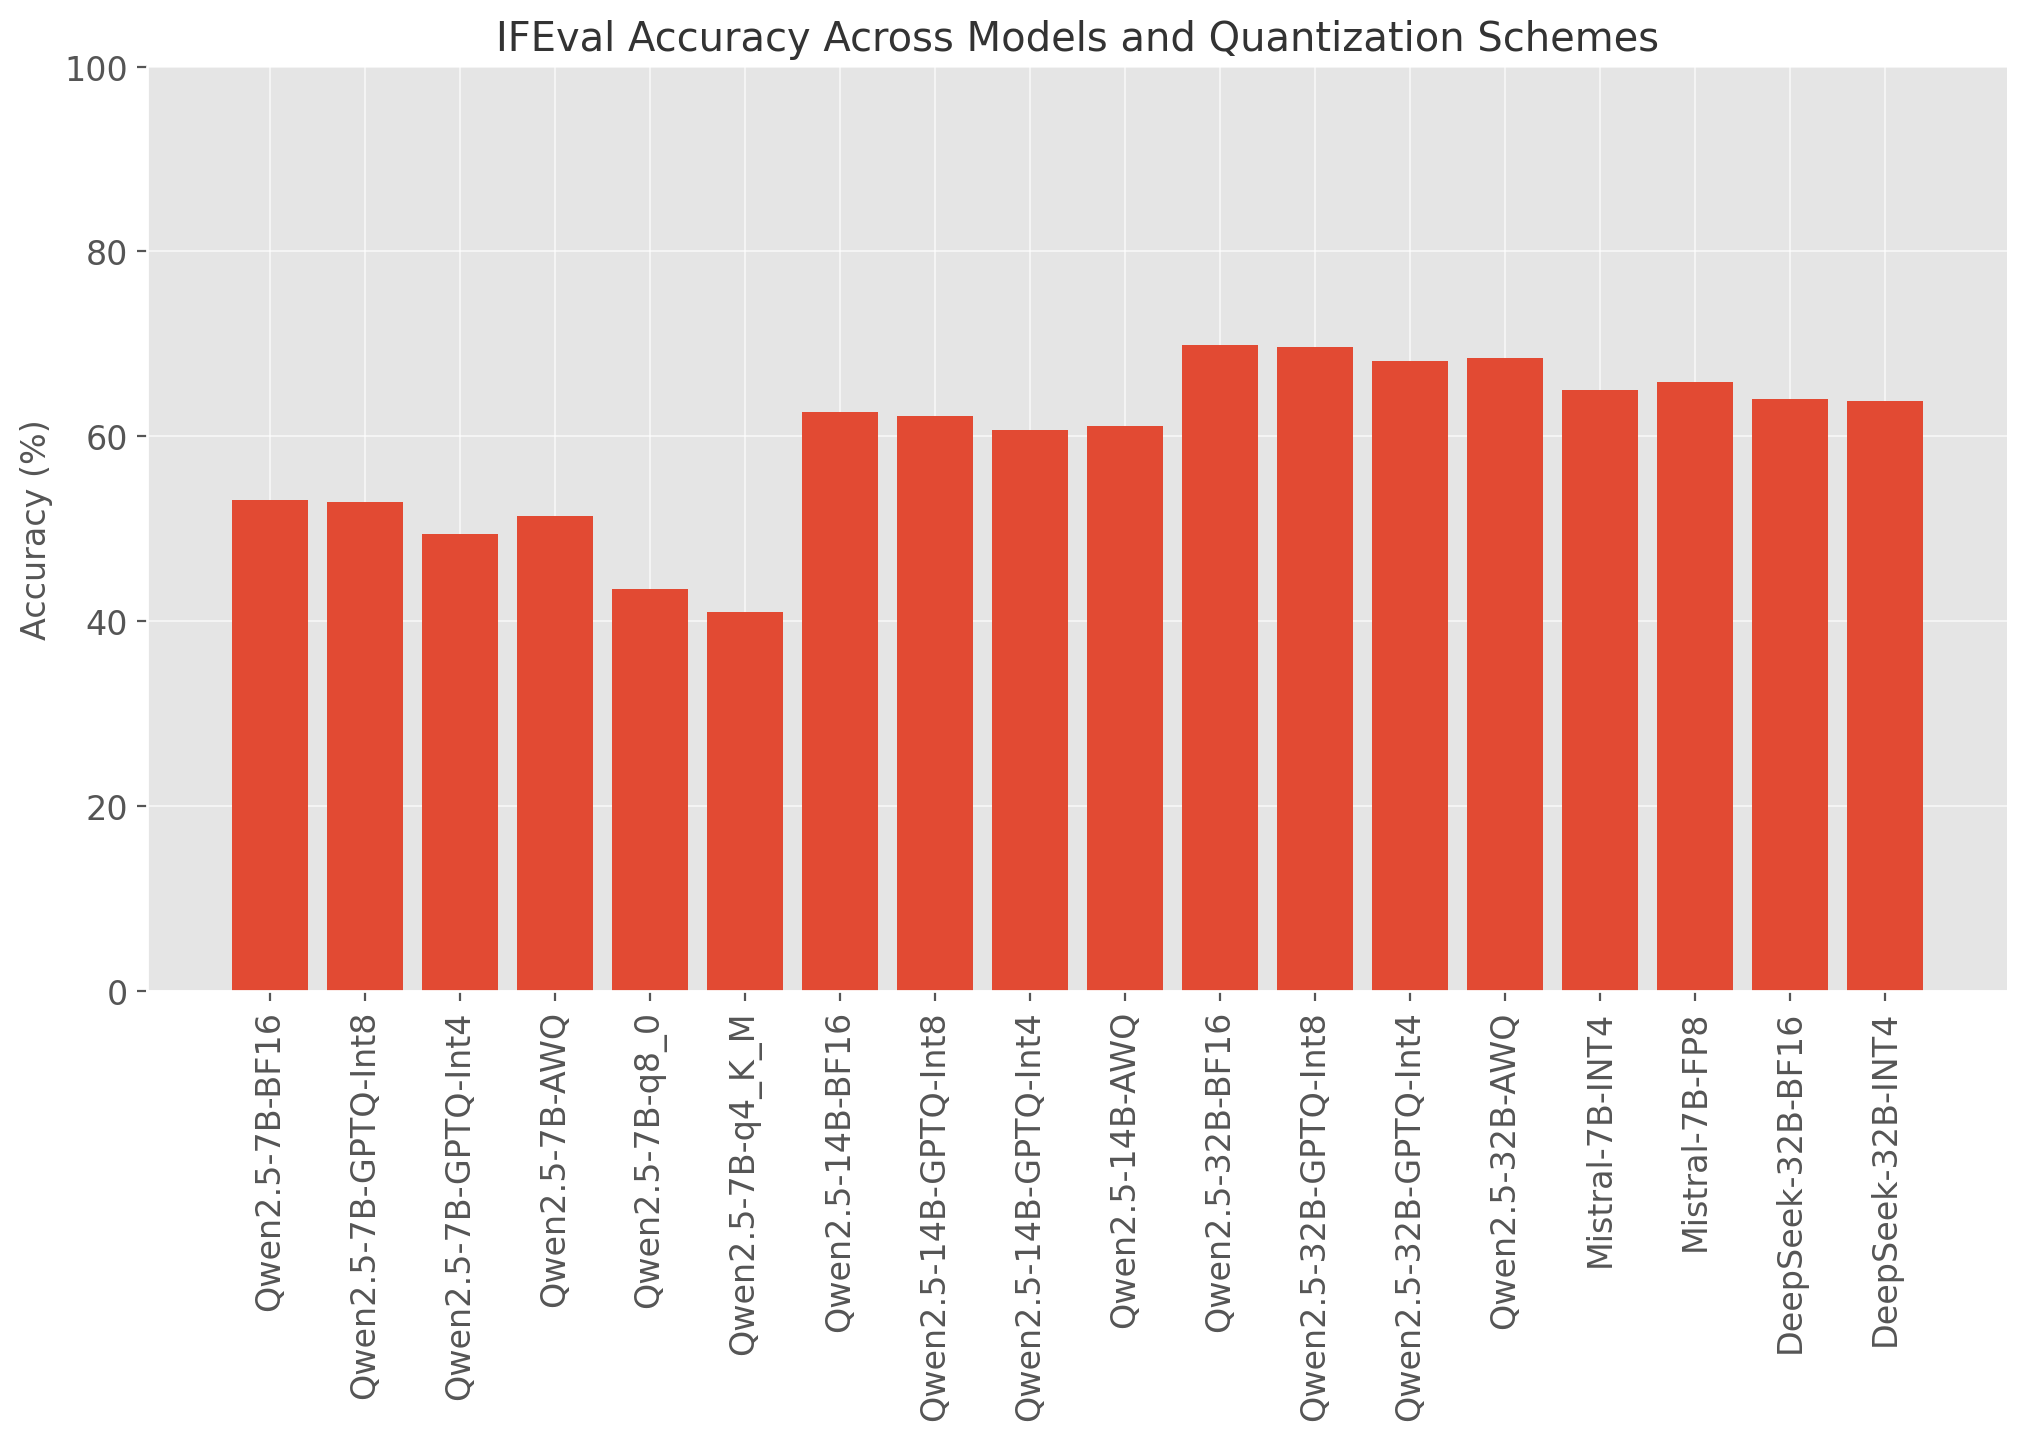 IFEval Accuracy Across Models and Quantization Schemes
Accuracy (%)
100
80
60
40
20
0
Qwen2.5-7B-BF16
Qwen2.5-7B-GPTQ-Int8
Qwen2.5-7B-GPTQ-Int4
Qwen2.5-7B-AWQ
Qwen2.5-7B-q8_0
Qwen2.5-7B-q4_K_M
Qwen2.5-14B-BF16
Qwen2.5-14B-GPTQ-Int8
Qwen2.5-14B-GPTQ-Int4
Qwen2.5-14B-AWQ
Qwen2.5-32B-BF16
Qwen2.5-32B-GPTQ-Int8
Qwen2.5-32B-GPTQ-Int4
Qwen2.5-32B-AWQ
Mistral-7B-INT4
Mistral-7B-FP8
DeepSeek-32B-BF16
DeepSeek-32B-INT4